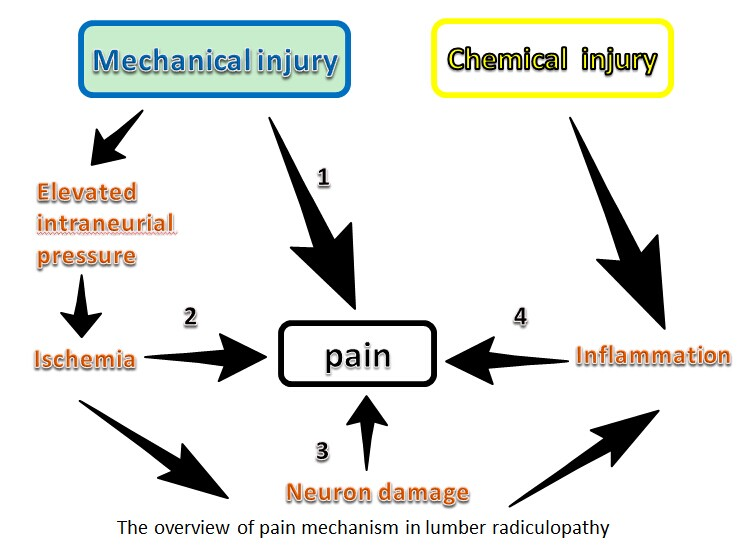 Mechanical injury
Chemical injury
1
Elevated
intraneurial
pressure
2
4
Ischemia
pain
Inflammation
3
Neuron damage
The overview of pain mechanism in lumber radiculopathy